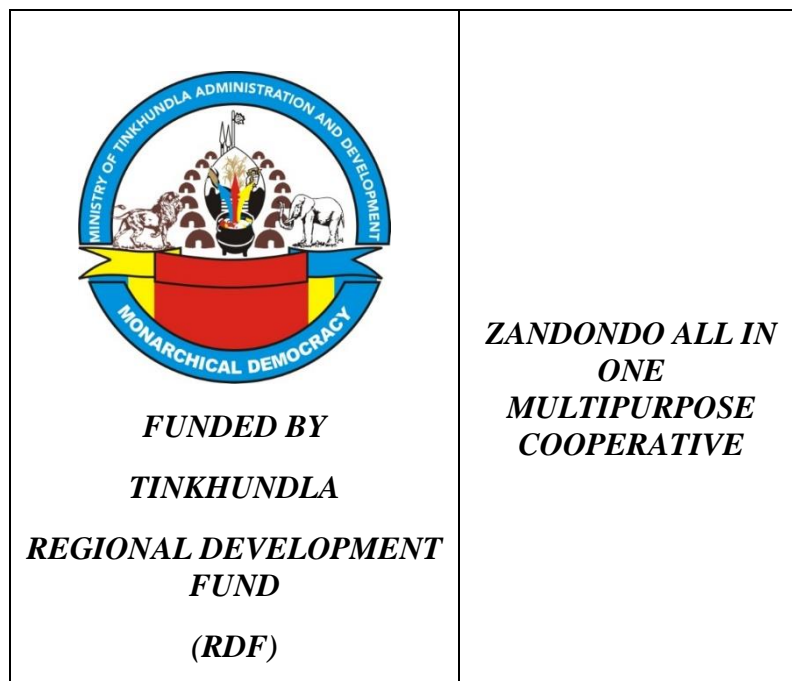 MINISTRY OF TINKHUNDLA ADMINISTRATION AND DEVELOPMENT
MONARCHICAL DEMOCRACY
FUNDED BY
TINKHUNDLA
REGIONAL DEVELOPMENT
FUND
(RDF)
ZANDONDO ALL IN
ONE
MULTIPURPOSE
COOPERATIVE